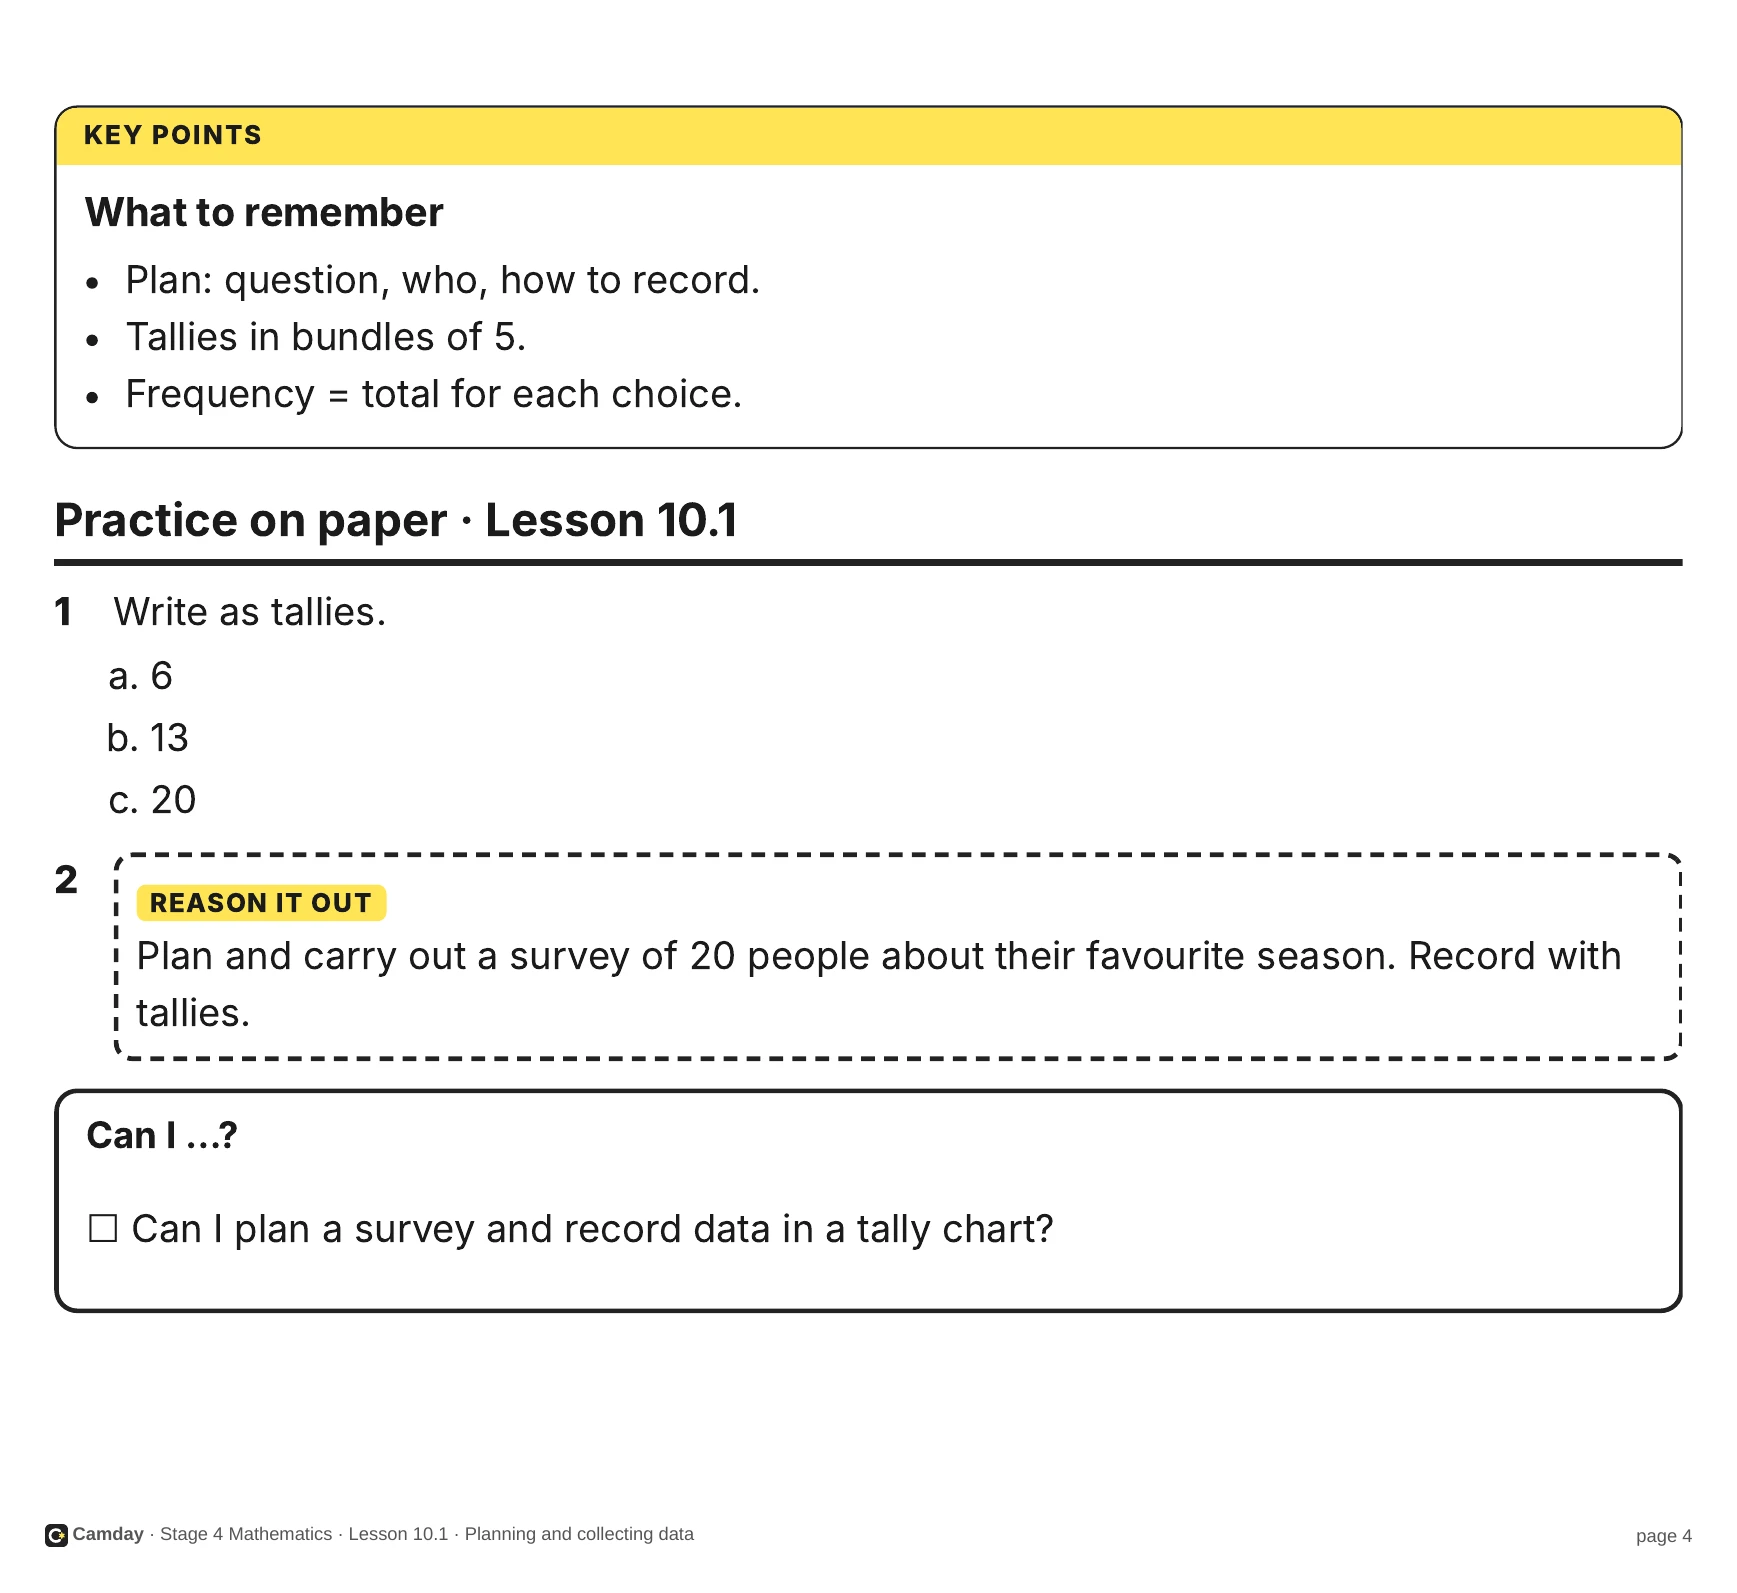 KEY POINTS
What to remember
• Plan: question, who, how to record.
• Tallies in bundles of 5.
• Frequency = total for each choice.
Practice on paper · Lesson 10.1
1 Write as tallies.
a. 6
b. 13
c. 20
2
REASON IT OUT
Plan and carry out a survey of 20 people about their favourite season. Record with
tallies.
Can I …?
☐ Can I plan a survey and record data in a tally chart?
Camday · Stage 4 Mathematics · Lesson 10.1 · Planning and collecting data
page 4